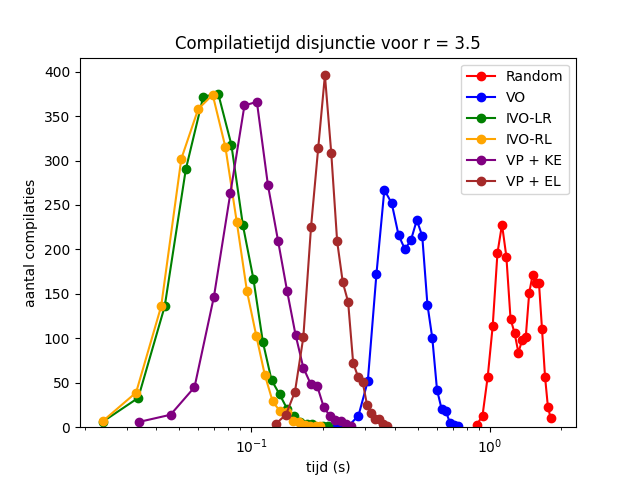 Compilatietijd disjunctie voor r = 3.5
aantal compilaties
400
350
300
250
200
150
100
50
0
Random
VO
IVO-LR
IVO-RL
VP + KE
VP + EL
10⁻¹
10⁰
tijd (s)